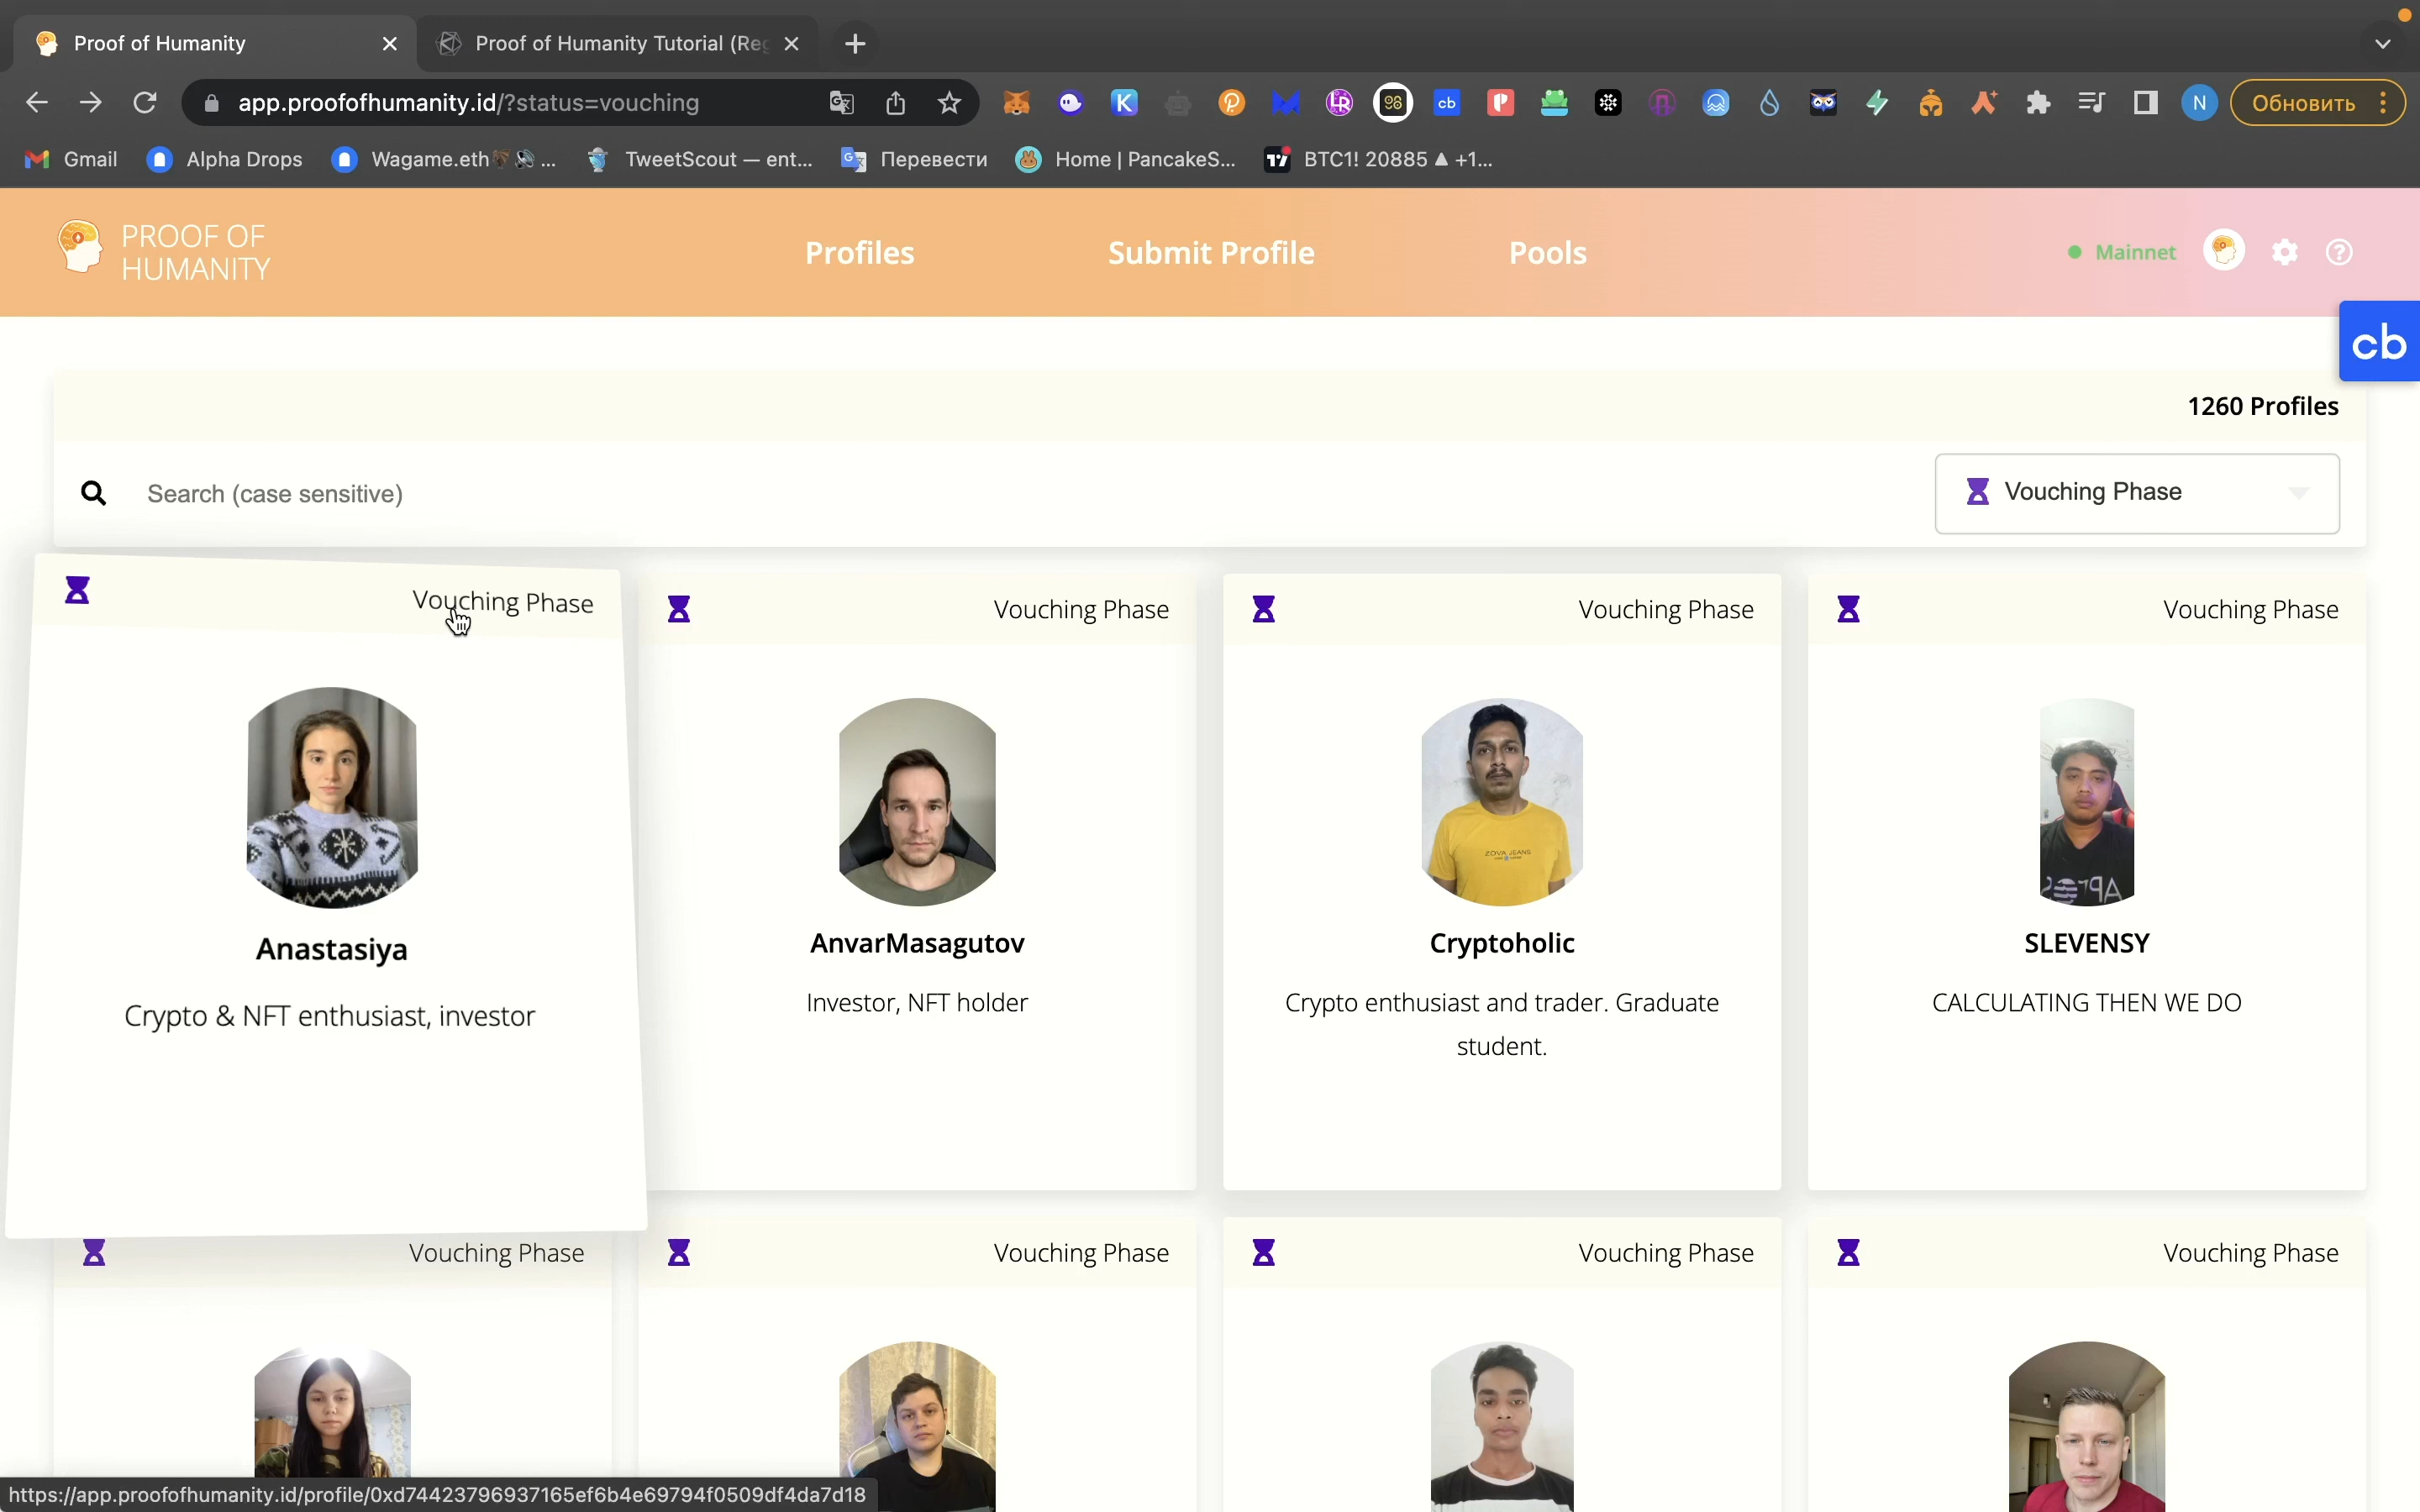 Proof of Humanity
Proof of Humanity Tutorial (Reg
app.proofofhumanity.id/?status=vouching
Обновить
N
Gmail
Alpha Drops
Wagame.eth ...
TweetScout — ent...
Перевести
Home | PancakeS...
BTC1! 20885 ▲ +1...
PROOF OF
HUMANITY
Profiles
Submit Profile
Pools
Mainnet
cb
1260 Profiles
Search (case sensitive)
Vouching Phase
Vouching Phase
Vouching Phase
Vouching Phase
Vouching Phase
ZOVA JEANS
Anastasiya
AnvarMasagutov
Cryptoholic
SLEVENSY
Crypto & NFT enthusiast, investor
Investor, NFT holder
Crypto enthusiast and trader. Graduate
student.
CALCULATING THEN WE DO
Vouching Phase
Vouching Phase
Vouching Phase
Vouching Phase
https://app.proofofhumanity.id/profile/0xd74423796937165ef6b4e69794f0509df4da7d18